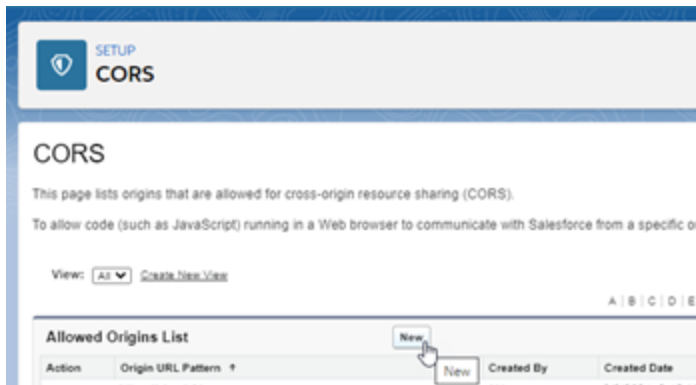 SETUP
CORS
CORS
This page lists origins that are allowed for cross-origin resource sharing (CORS).
To allow code (such as JavaScript) running in a Web browser to communicate with Salesforce from a specific
View: All Create New View
A | B | C | D | E
Allowed Origins List New
New
Action Origin URL Pattern ↑ Created By Created Date